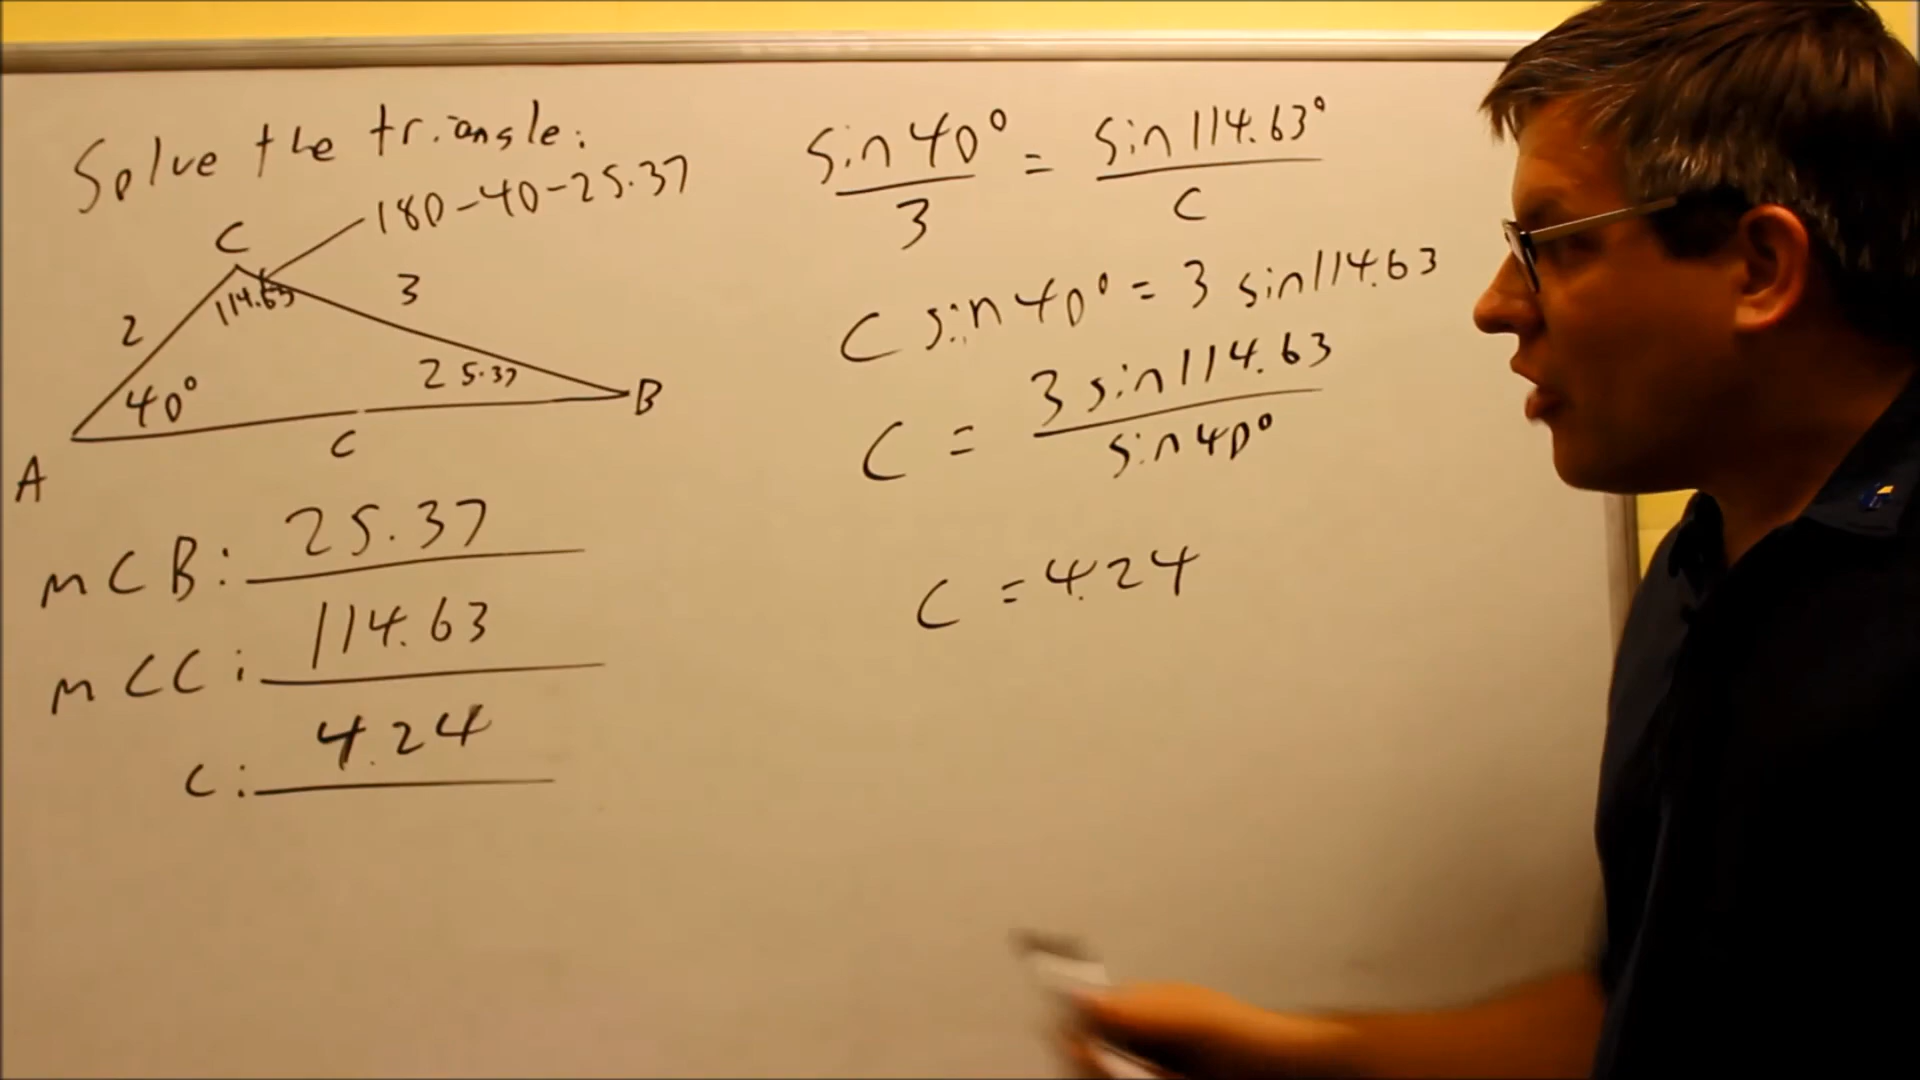 Solve the triangle:
180-40-25.37
C
114.63
2
3
40°
25.37
B
A
c
m∠B: 25.37
m∠C: 114.63
c: 4.24
sin 40° / 3 = sin 114.63° / c
c sin 40° = 3 sin 114.63
c = 3 sin 114.63 / sin 40°
c = 4.24